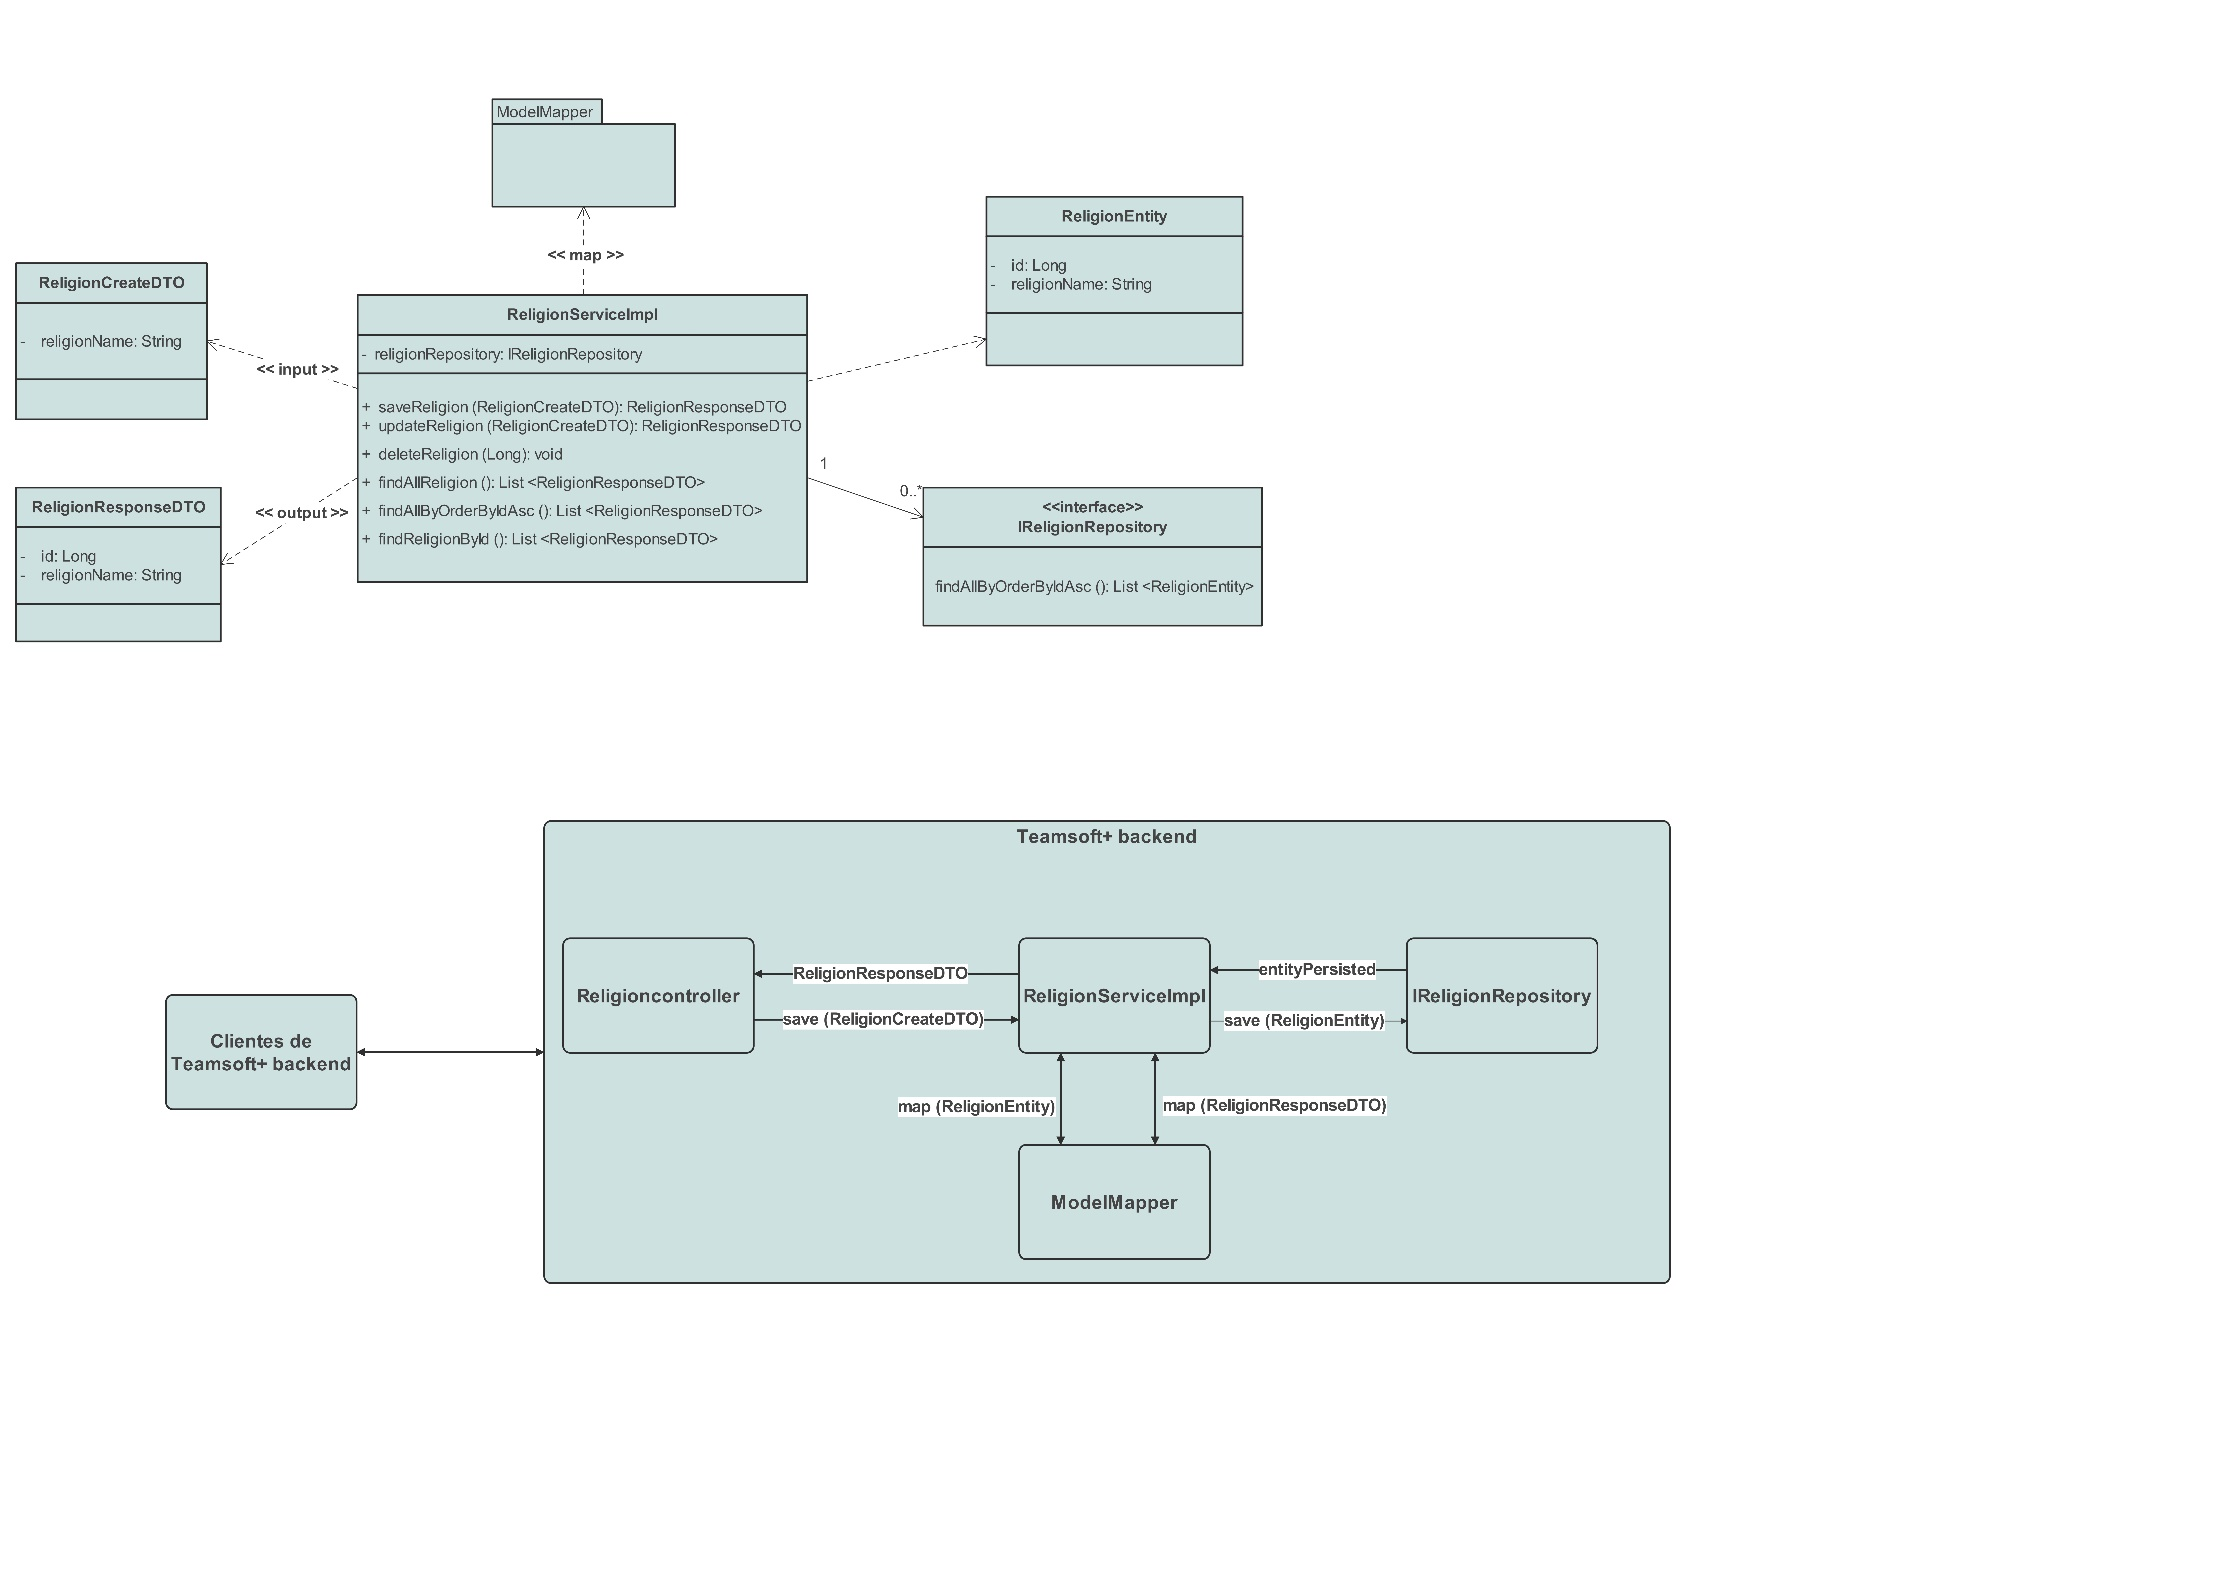 ModelMapper
<< map >>
ReligionEntity
- id: Long
- religionName: String
ReligionCreateDTO
- religionName: String
<< input >>
ReligionServiceImpl
- religionRepository: IReligionRepository
+ saveReligion (ReligionCreateDTO): ReligionResponseDTO
+ updateReligion (ReligionCreateDTO): ReligionResponseDTO
+ deleteReligion (Long): void
+ findAllReligion (): List <ReligionResponseDTO>
+ findAllByOrderByIdAsc (): List <ReligionResponseDTO>
+ findReligionById (): List <ReligionResponseDTO>
ReligionResponseDTO
- id: Long
- religionName: String
<< output >>
1
0..*
<<interface>>
IReligionRepository
findAllByOrderByIdAsc (): List <ReligionEntity>
Teamsoft+ backend
Religioncontroller
ReligionResponseDTO
save (ReligionCreateDTO)
ReligionServiceImpl
entityPersisted
save (ReligionEntity)
IReligionRepository
Clientes de
Teamsoft+ backend
map (ReligionEntity)
map (ReligionResponseDTO)
ModelMapper